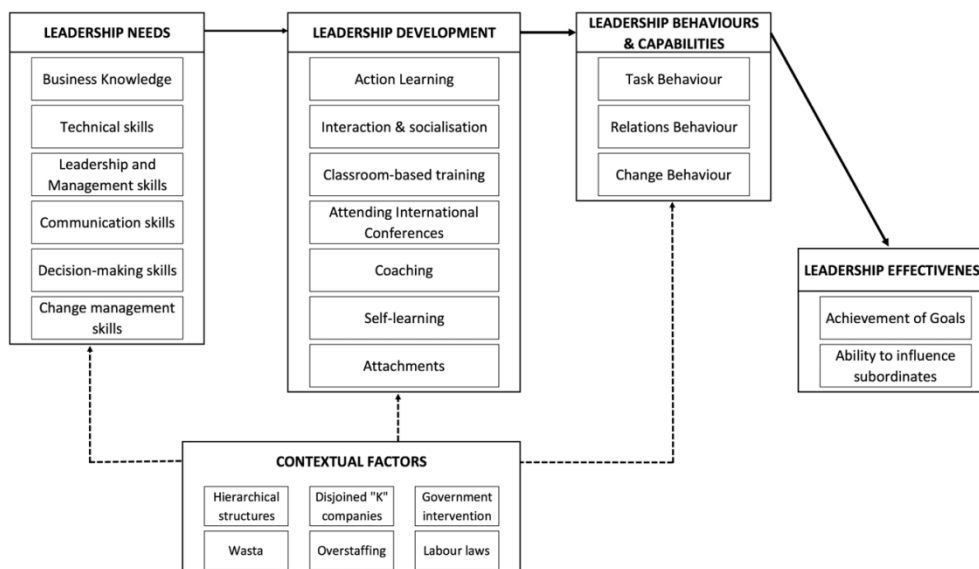 LEADERSHIP NEEDS
Business Knowledge
Technical skills
Leadership and
Management skills
Communication skills
Decision-making skills
Change management
skills
LEADERSHIP DEVELOPMENT
Action Learning
Interaction & socialisation
Classroom-based training
Attending International
Conferences
Coaching
Self-learning
Attachments
LEADERSHIP BEHAVIOURS
& CAPABILITIES
Task Behaviour
Relations Behaviour
Change Behaviour
LEADERSHIP EFFECTIVENES
Achievement of Goals
Ability to influence
subordinates
CONTEXTUAL FACTORS
Hierarchical
structures
Disjoined "K"
companies
Government
intervention
Wasta
Overstaffing
Labour laws